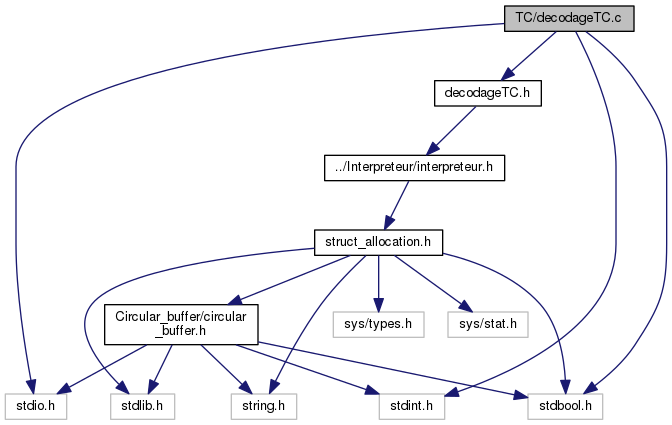 TC/decodageTC.c
decodageTC.h
../Interpreteur/interpreteur.h
struct_allocation.h
Circular_buffer/circular
_buffer.h
sys/types.h
sys/stat.h
stdio.h
stdlib.h
string.h
stdint.h
stdbool.h